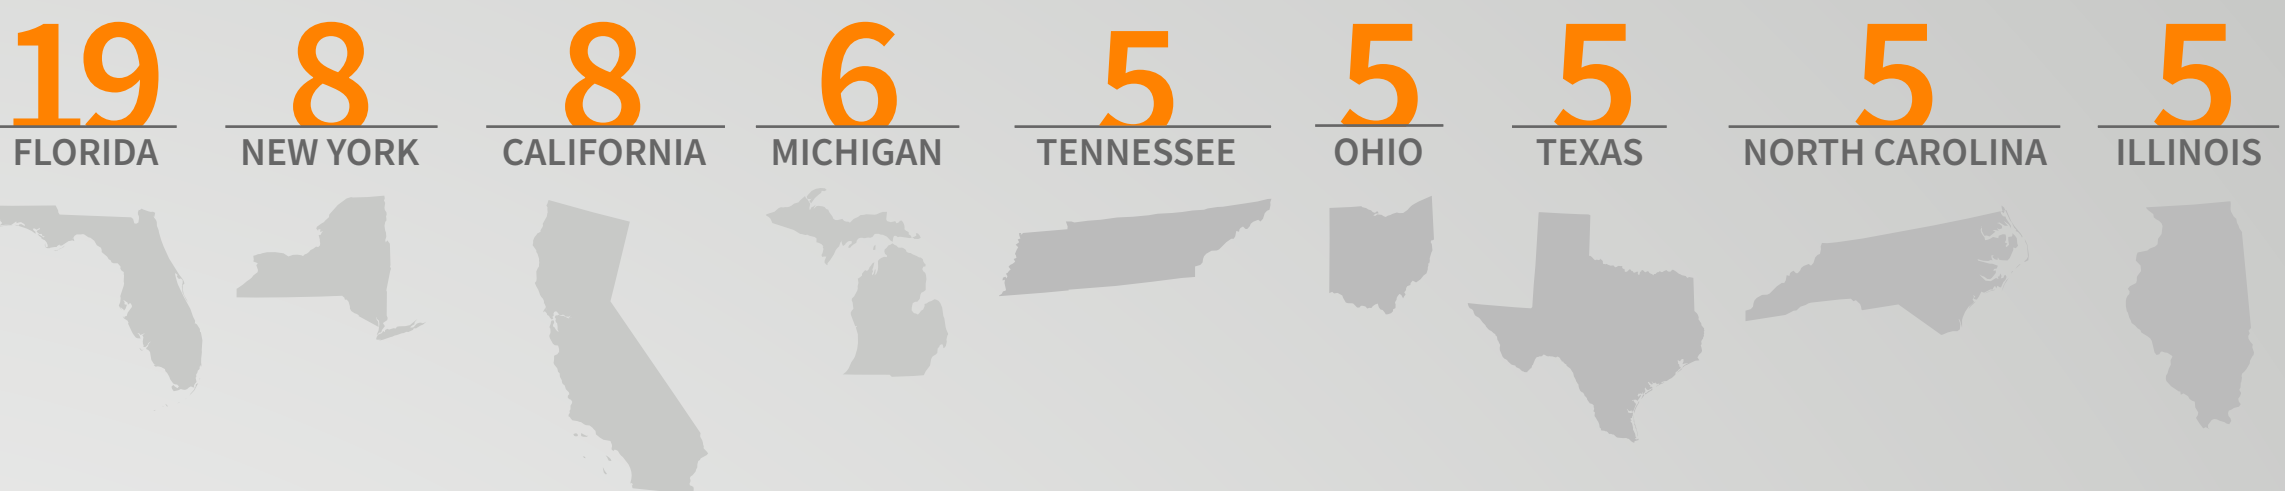 19 8 8 6 5 5 5 5 5
FLORIDA NEW YORK CALIFORNIA MICHIGAN TENNESSEE OHIO TEXAS NORTH CAROLINA ILLINOIS